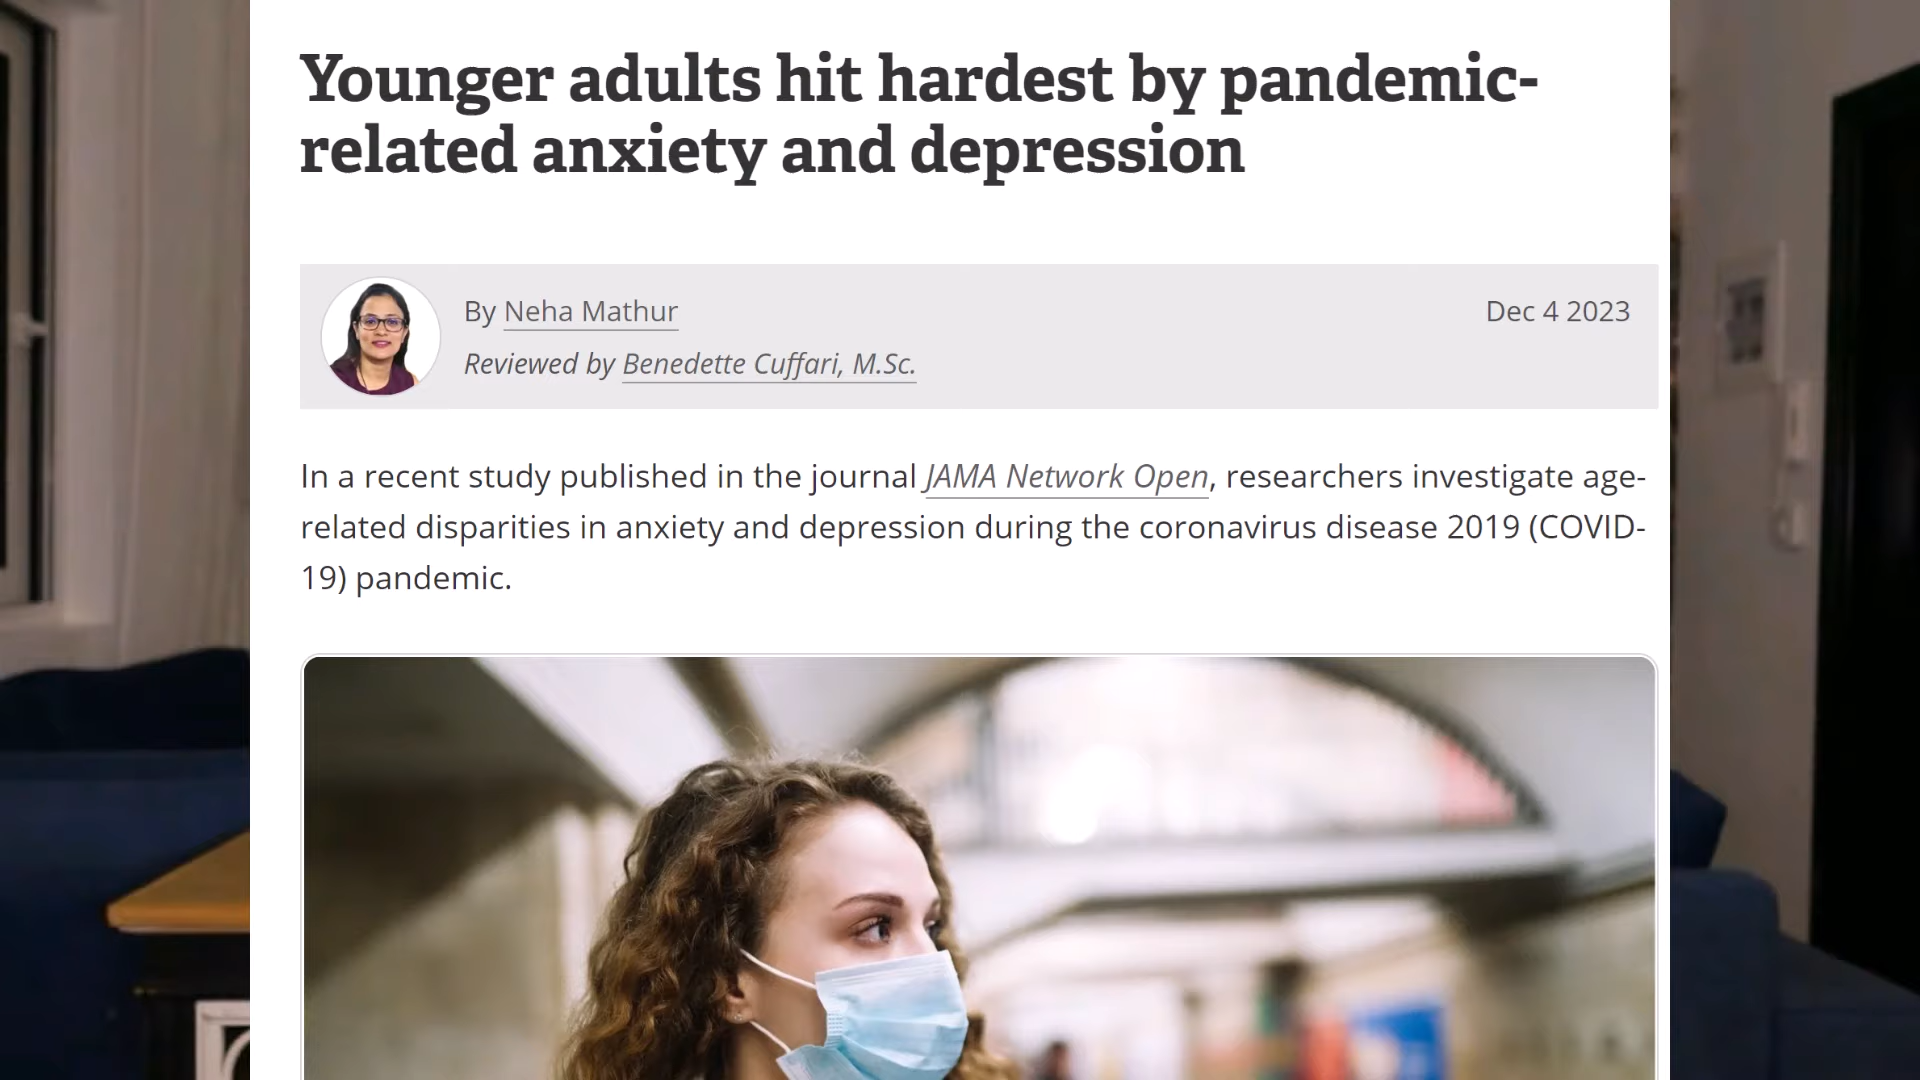 Younger adults hit hardest by pandemic-
related anxiety and depression
By Neha Mathur
Dec 4 2023
Reviewed by Benedette Cuffari, M.Sc.
In a recent study published in the journal JAMA Network Open, researchers investigate age-
related disparities in anxiety and depression during the coronavirus disease 2019 (COVID-
19) pandemic.